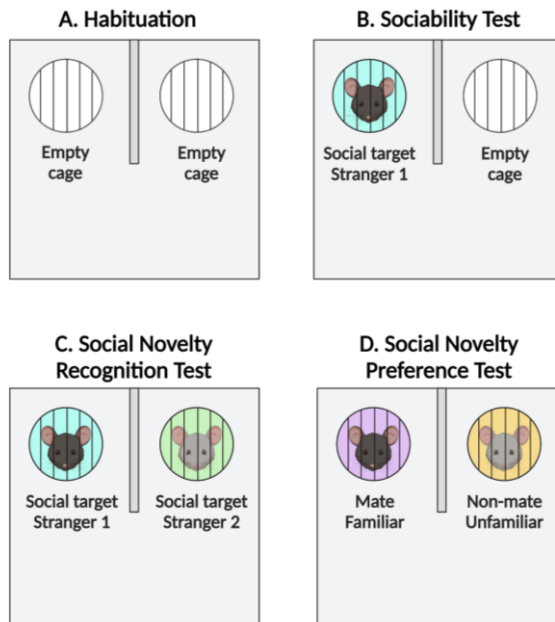 A. Habituation
Empty
cage
Empty
cage
B. Sociability Test
Social target
Stranger 1
Empty
cage
C. Social Novelty
Recognition Test
Social target
Stranger 1
Social target
Stranger 2
D. Social Novelty
Preference Test
Mate
Familiar
Non-mate
Unfamiliar